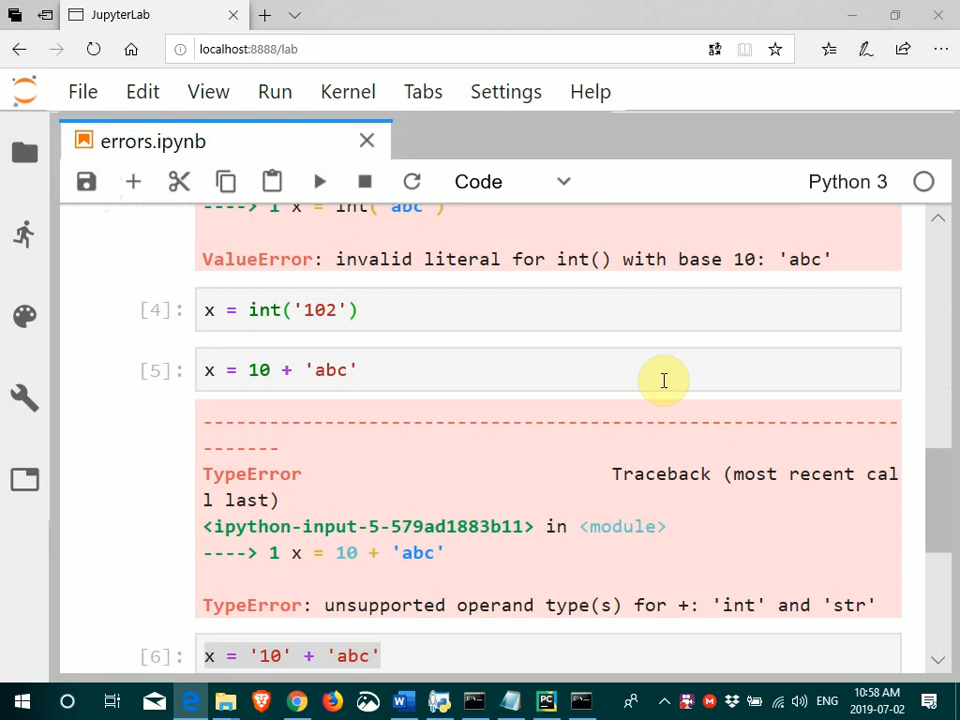 JupyterLab
localhost:8888/lab
File Edit View Run Kernel Tabs Settings Help
errors.ipynb
Code Python 3
----> 1 x = int('abc')
ValueError: invalid literal for int() with base 10: 'abc'
[4]: x = int('102')
[5]: x = 10 + 'abc'
---------------------------------------------------------------
-------
TypeError Traceback (most recent cal
l last)
<ipython-input-5-579ad1883b11> in <module>
----> 1 x = 10 + 'abc'
TypeError: unsupported operand type(s) for +: 'int' and 'str'
[6]: x = '10' + 'abc'
ENG
10:58 AM
2019-07-02